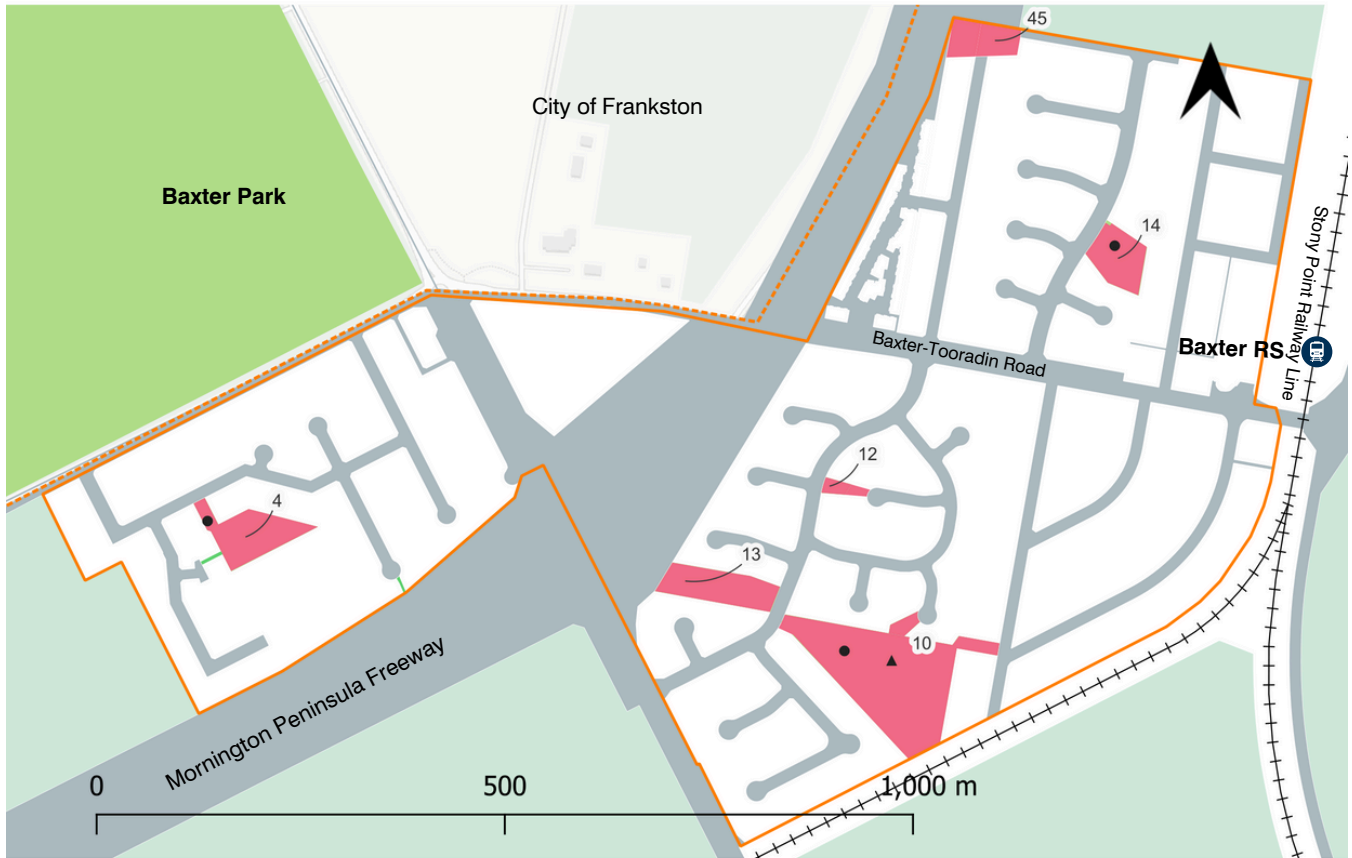 45
City of Frankston
Baxter Park
14
Stony Point Railway Line
Baxter RS
Baxter-Tooradin Road
12
4
13
10
Mornington Peninsula Freeway
0
500
1,000 m